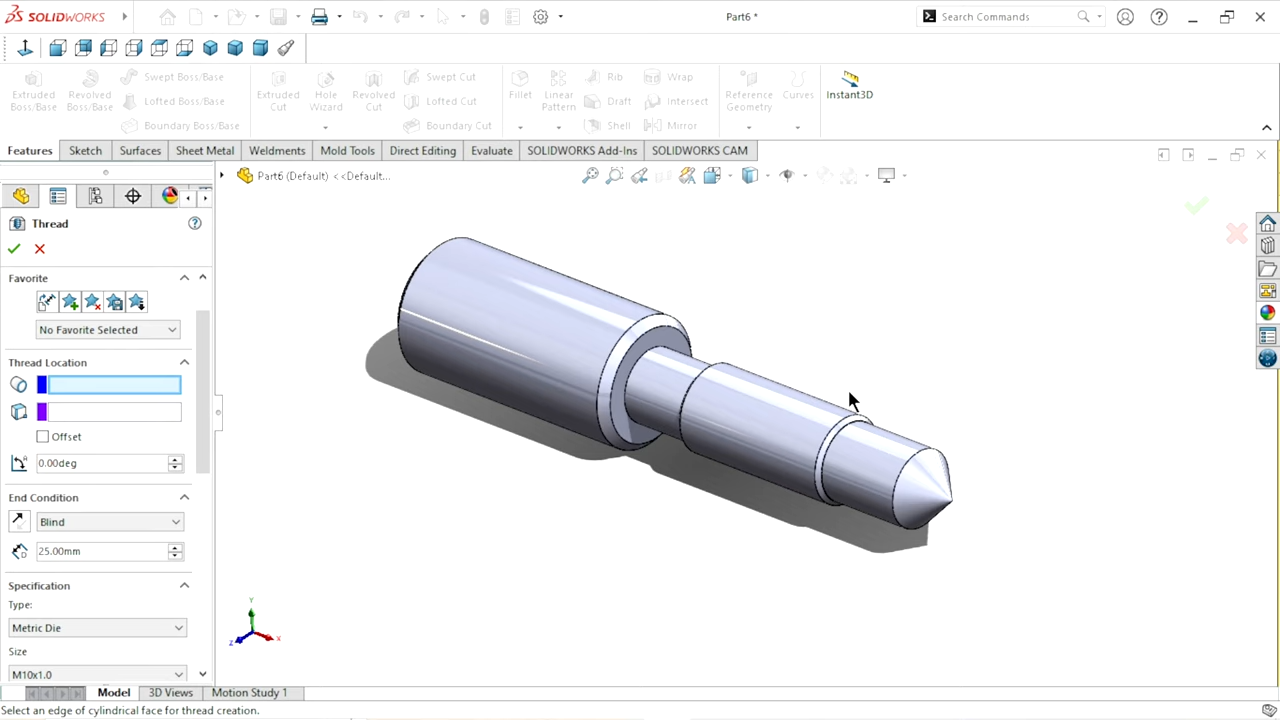 SOLIDWORKS
Part6 *
Search Commands
Extruded Boss/Base
Revolved Boss/Base
Swept Boss/Base
Lofted Boss/Base
Boundary Boss/Base
Extruded Cut
Hole Wizard
Revolved Cut
Swept Cut
Lofted Cut
Boundary Cut
Fillet
Linear Pattern
Rib
Draft
Shell
Wrap
Intersect
Mirror
Reference Geometry
Curves
Instant3D
Features
Sketch
Surfaces
Sheet Metal
Weldments
Mold Tools
Direct Editing
Evaluate
SOLIDWORKS Add-Ins
SOLIDWORKS CAM
Part6 (Default) <<Default...
Thread
Favorite
No Favorite Selected
Thread Location
Offset
0.00deg
End Condition
Blind
25.00mm
Specification
Type:
Metric Die
Size
M10x1.0
Y
X
Z
Model
3D Views
Motion Study 1
Select an edge of cylindrical face for thread creation.